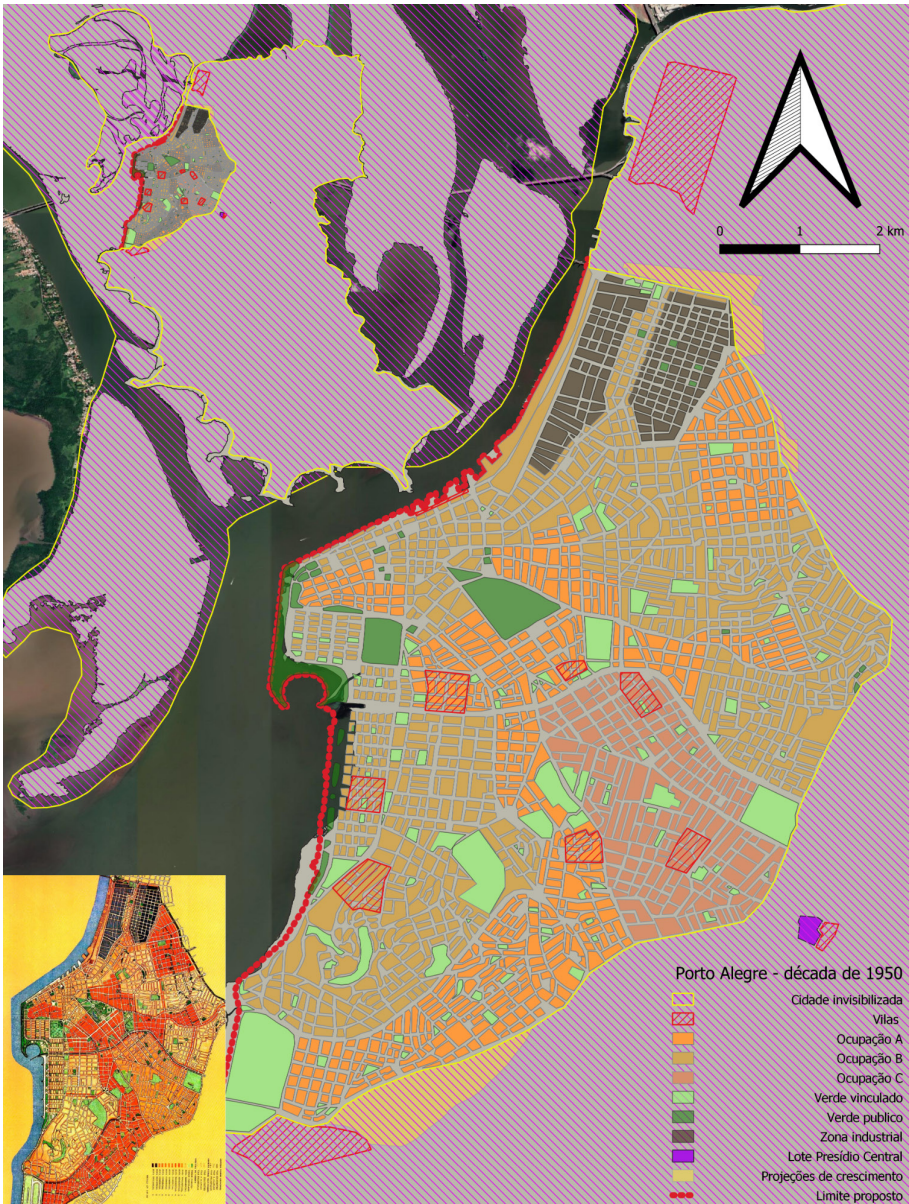 0 1 2 km
Porto Alegre - década de 1950
Cidade invisibilizada
Vilas
Ocupação A
Ocupação B
Ocupação C
Verde vinculado
Verde publico
Zona industrial
Lote Presídio Central
Projeções de crescimento
Limite proposto